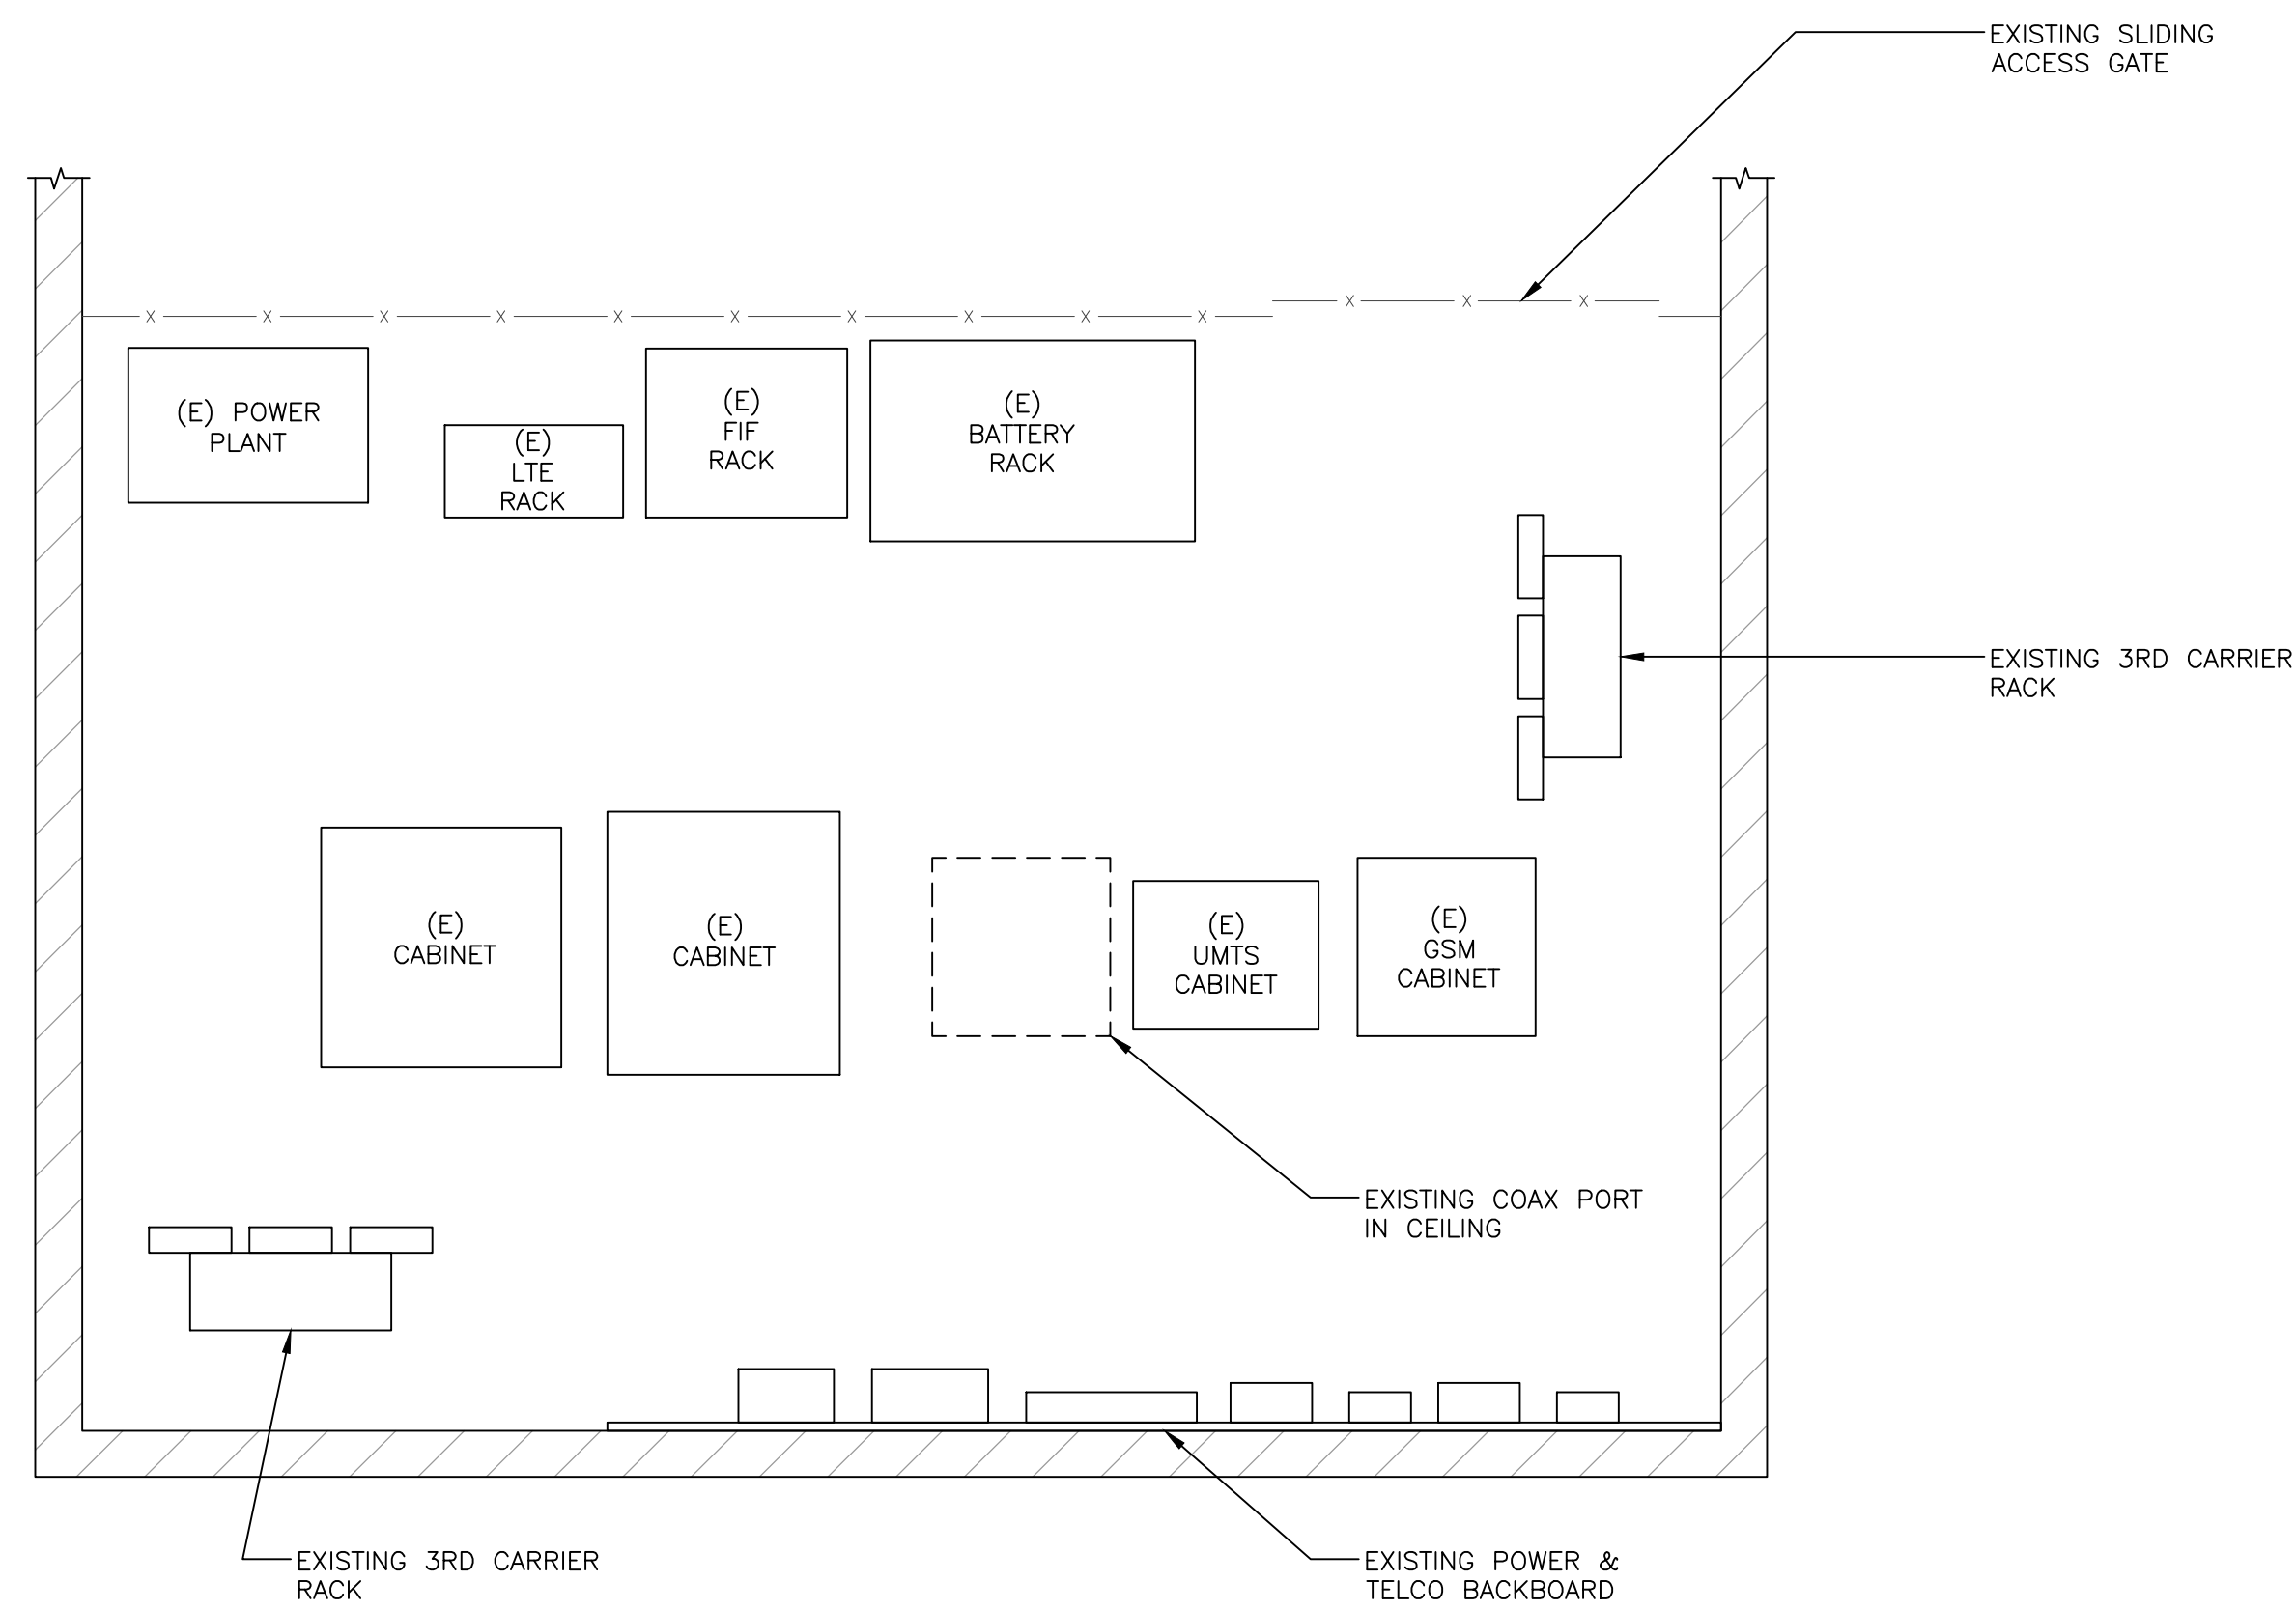 EXISTING SLIDING
ACCESS GATE
(E) POWER
PLANT
(E)
LTE
RACK
(E)
FIF
RACK
(E)
BATTERY
RACK
EXISTING 3RD CARRIER
RACK
(E)
CABINET
(E)
CABINET
(E)
UMTS
CABINET
(E)
GSM
CABINET
EXISTING COAX PORT
IN CEILING
EXISTING 3RD CARRIER
RACK
EXISTING POWER &
TELCO BACKBOARD